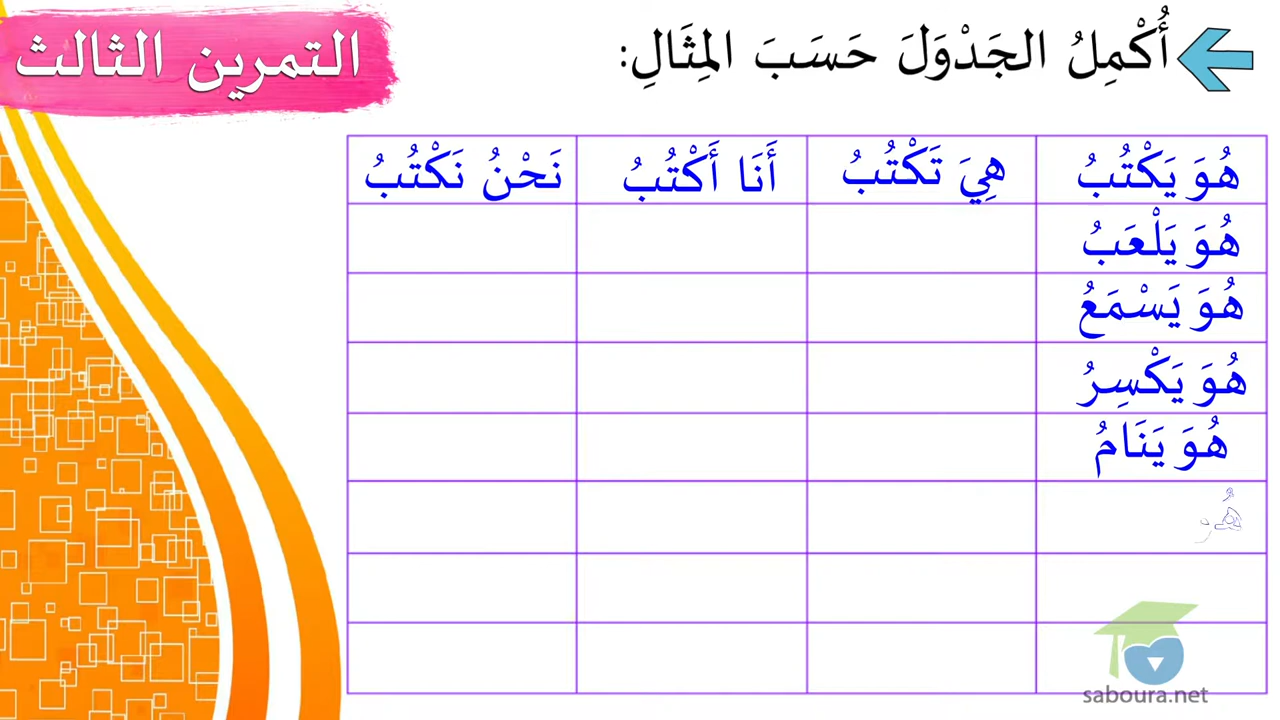 التمرين الثالث
أُكْمِلُ الجَدْوَلَ حَسَبَ المِثَالِ:
هُوَ يَكْتُبُ هِيَ تَكْتُبُ أَنَا أَكْتُبُ نَحْنُ نَكْتُبُ
هُوَ يَلْعَبُ
هُوَ يَسْمَعُ
هُوَ يَكْسِرُ
هُوَ يَنَامُ
saboura.net